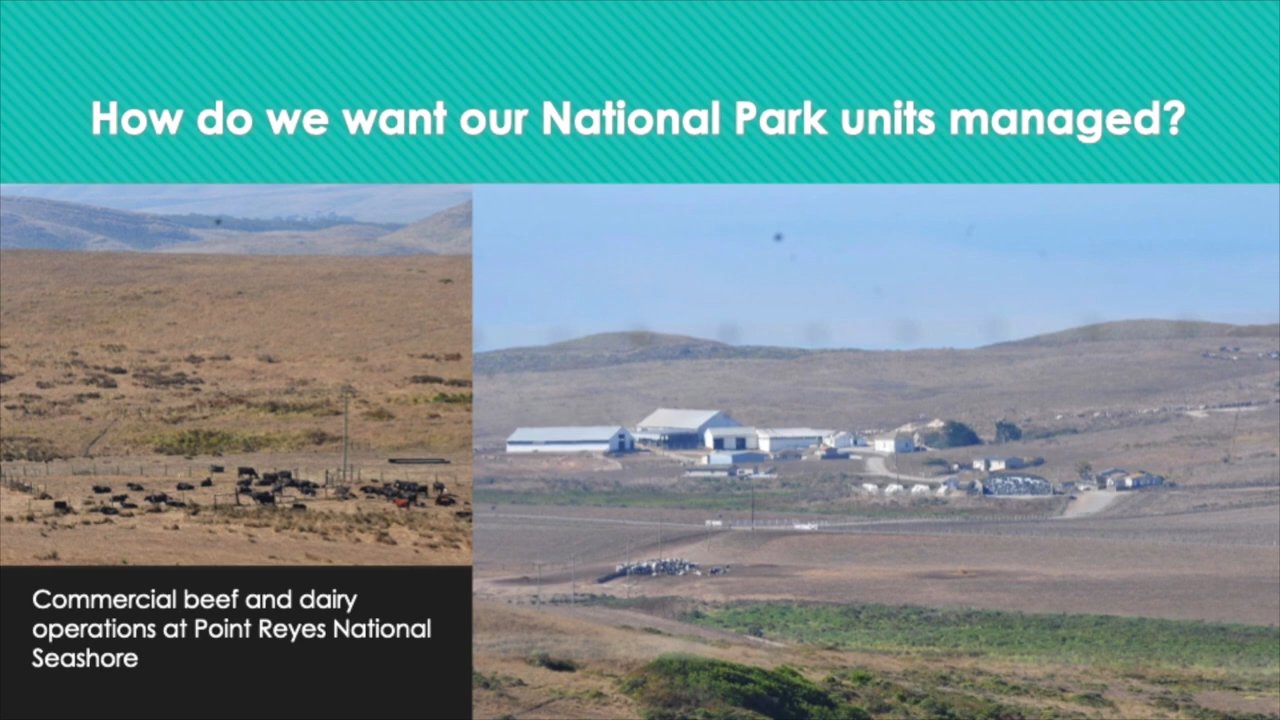 How do we want our National Park units managed?
Commercial beef and dairy
operations at Point Reyes National
Seashore